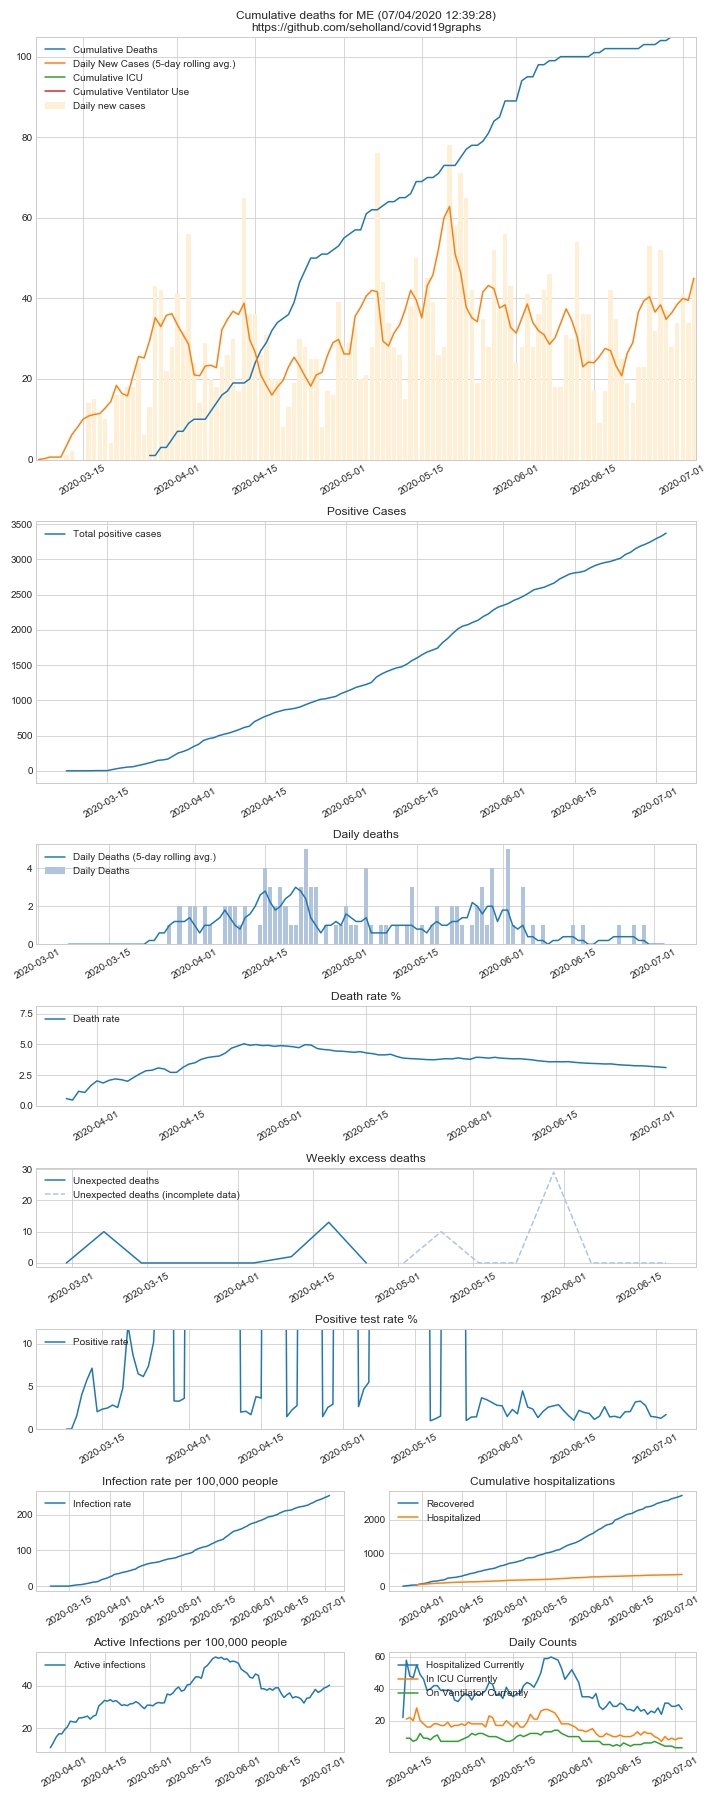 Cumulative deaths for ME (07/04/2020 12:39:28)
https://github.com/seholland/covid19graphs
Cumulative Deaths
Daily New Cases (5-day rolling avg.)
Cumulative ICU
Cumulative Ventilator Use
Daily new cases
100
80
60
40
20
0
2020-03-15 2020-04-01 2020-04-15 2020-05-01 2020-05-15 2020-06-01 2020-06-15 2020-07-01
Positive Cases
Total positive cases
3500
3000
2500
2000
1500
1000
500
0
2020-03-15 2020-04-01 2020-04-15 2020-05-01 2020-05-15 2020-06-01 2020-06-15 2020-07-01
Daily deaths
Daily Deaths (5-day rolling avg.)
Daily Deaths
4
2
0
2020-03-01 2020-03-15 2020-04-01 2020-04-15 2020-05-01 2020-05-15 2020-06-01 2020-06-15 2020-07-01
Death rate %
Death rate
7.5
5.0
2.5
0.0
2020-04-01 2020-04-15 2020-05-01 2020-05-15 2020-06-01 2020-06-15 2020-07-01
Weekly excess deaths
Unexpected deaths
Unexpected deaths (incomplete data)
30
20
10
0
2020-03-01 2020-03-15 2020-04-01 2020-04-15 2020-05-01 2020-05-15 2020-06-01 2020-06-15
Positive test rate %
Positive rate
10
5
0
2020-03-15 2020-04-01 2020-04-15 2020-05-01 2020-05-15 2020-06-01 2020-06-15 2020-07-01
Infection rate per 100,000 people
Infection rate
200
100
0
2020-03-15 2020-04-01 2020-04-15 2020-05-01 2020-05-15 2020-06-01 2020-06-15 2020-07-01
Cumulative hospitalizations
Recovered
Hospitalized
2000
1000
0
2020-04-01 2020-04-15 2020-05-01 2020-05-15 2020-06-01 2020-06-15 2020-07-01
Active Infections per 100,000 people
Active infections
40
20
2020-04-01 2020-04-15 2020-05-01 2020-05-15 2020-06-01 2020-06-15 2020-07-01
Daily Counts
Hospitalized Currently
In ICU Currently
On Ventilator Currently
60
40
20
2020-04-15 2020-05-01 2020-05-15 2020-06-01 2020-06-15 2020-07-01